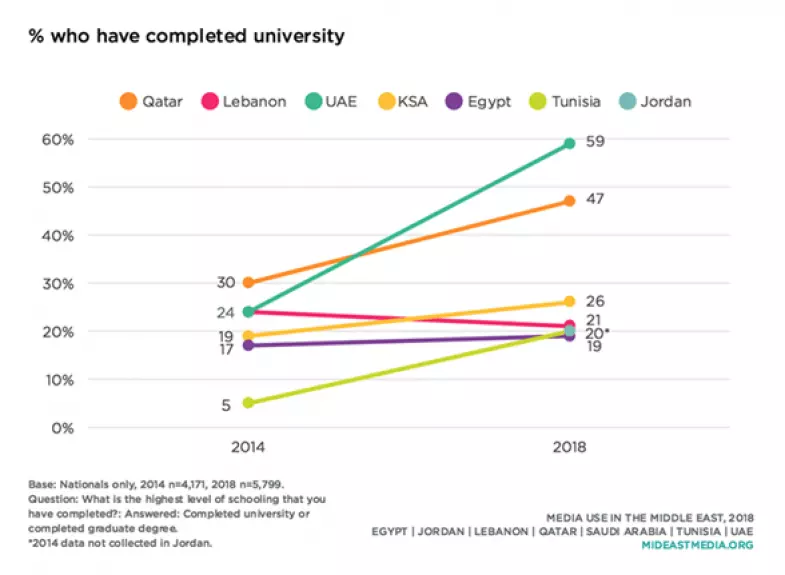 % who have completed university
Qatar Lebanon UAE KSA Egypt Tunisia Jordan
60%
59
50%
47
40%
30%
30
26
24
21
20%
20*
19
19
17
10%
5
0%
2014 2018
Base: Nationals only, 2014 n=4,171, 2018 n=5,799.
Question: What is the highest level of schooling that you
have completed?: Answered: Completed university or
completed graduate degree.
*2014 data not collected in Jordan.
MEDIA USE IN THE MIDDLE EAST, 2018
EGYPT | JORDAN | LEBANON | QATAR | SAUDI ARABIA | TUNISIA | UAE
MIDEASTMEDIA.ORG